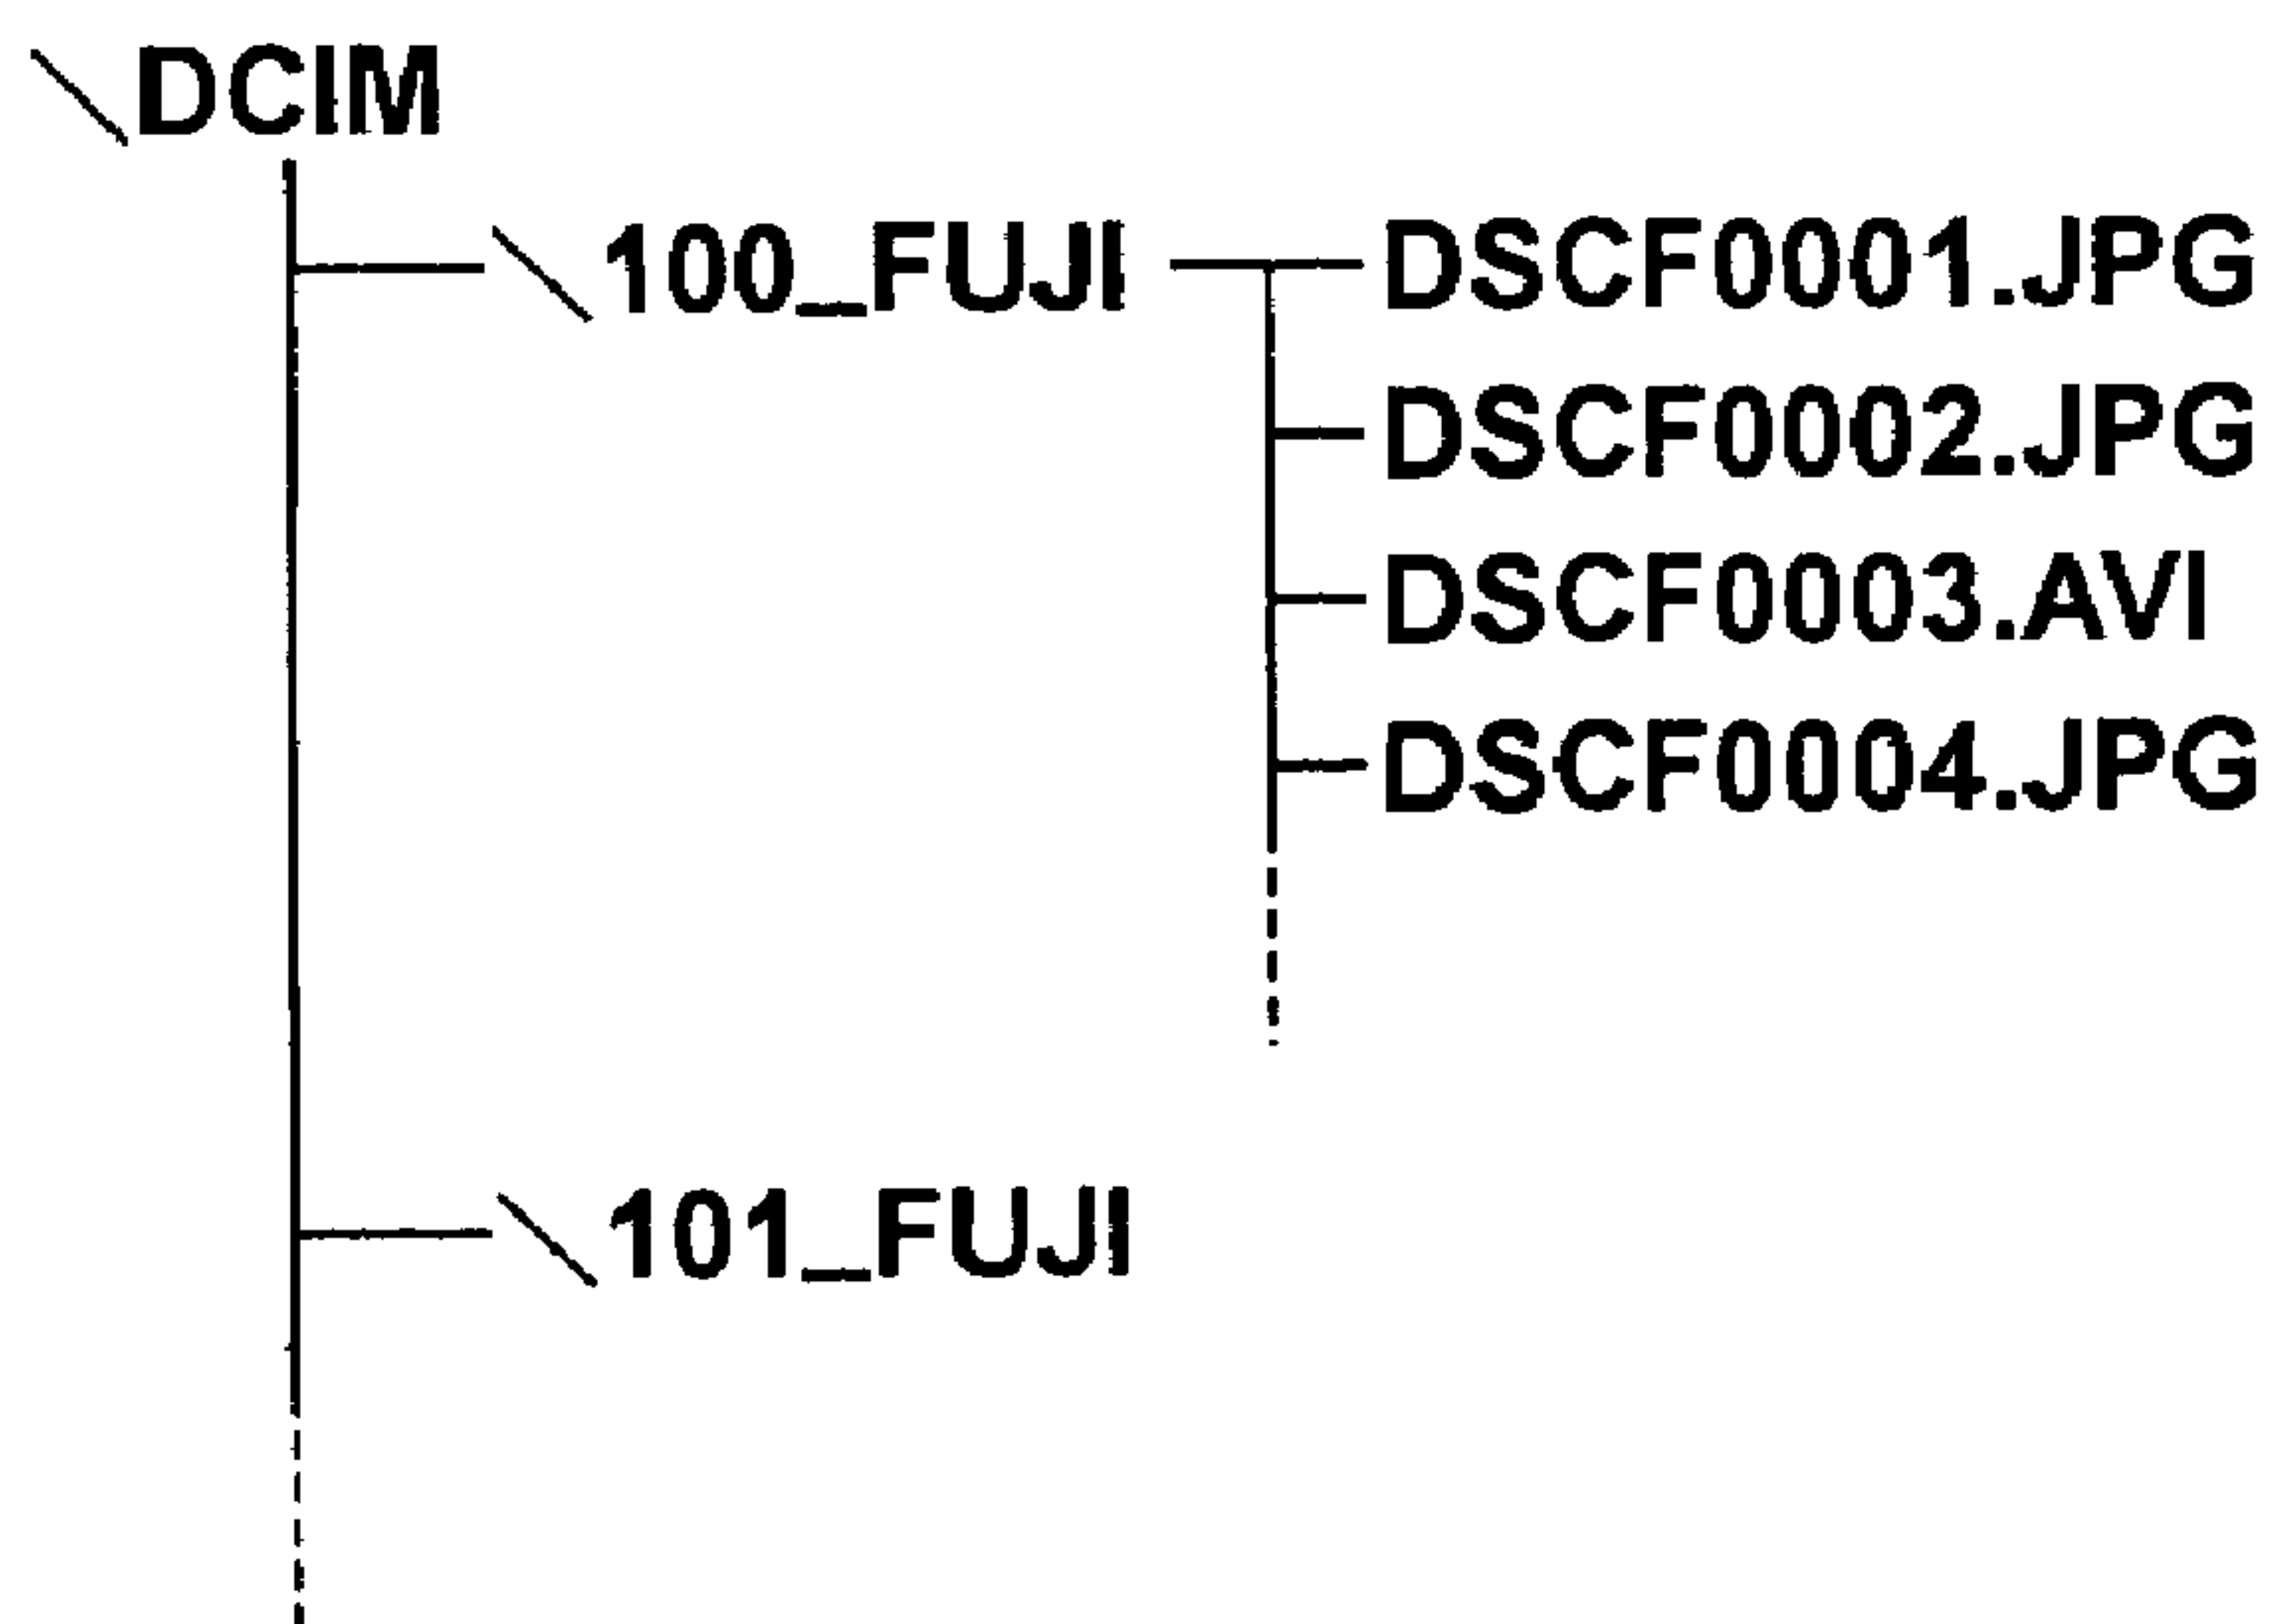 \DCIM
\100_FUJI DSCF0001.JPG
DSCF0002.JPG
DSCF0003.AVI
DSCF0004.JPG
\101_FUJI